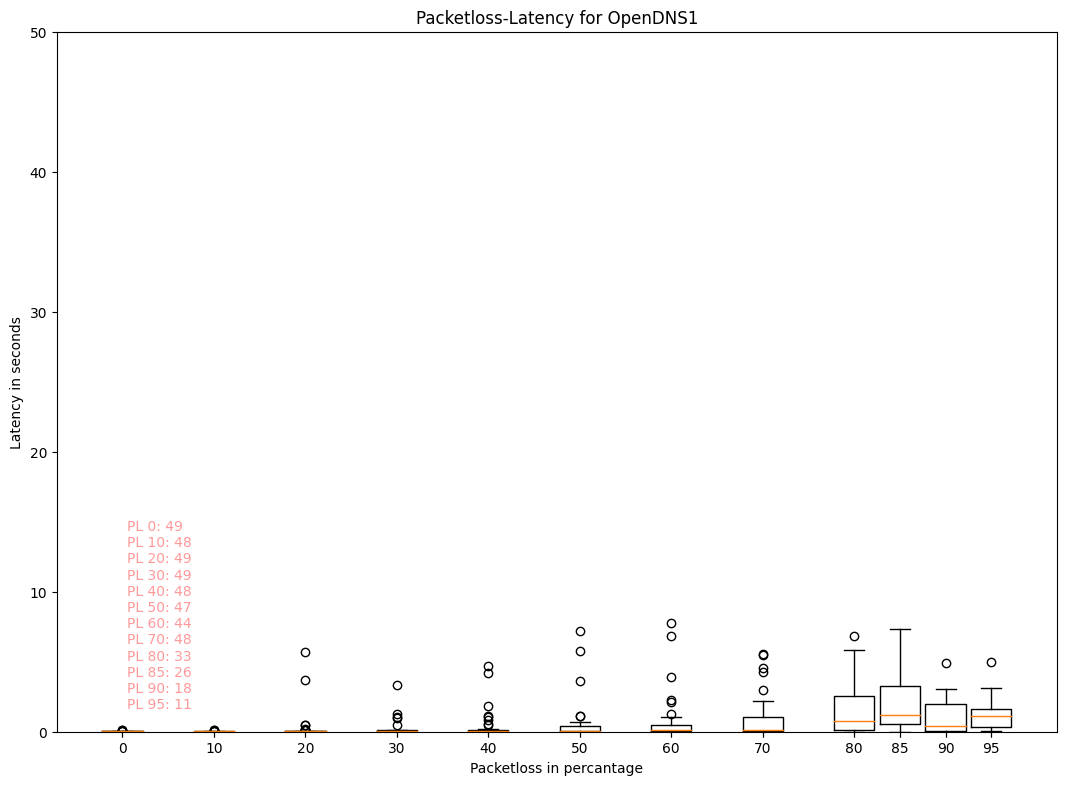 Packetloss-Latency for OpenDNS1
50
40
30
20
10
0
Latency in seconds
PL 0: 49
PL 10: 48
PL 20: 49
PL 30: 49
PL 40: 48
PL 50: 47
PL 60: 44
PL 70: 48
PL 80: 33
PL 85: 26
PL 90: 18
PL 95: 11
0 10 20 30 40 50 60 70 80 85 90 95
Packetloss in percantage